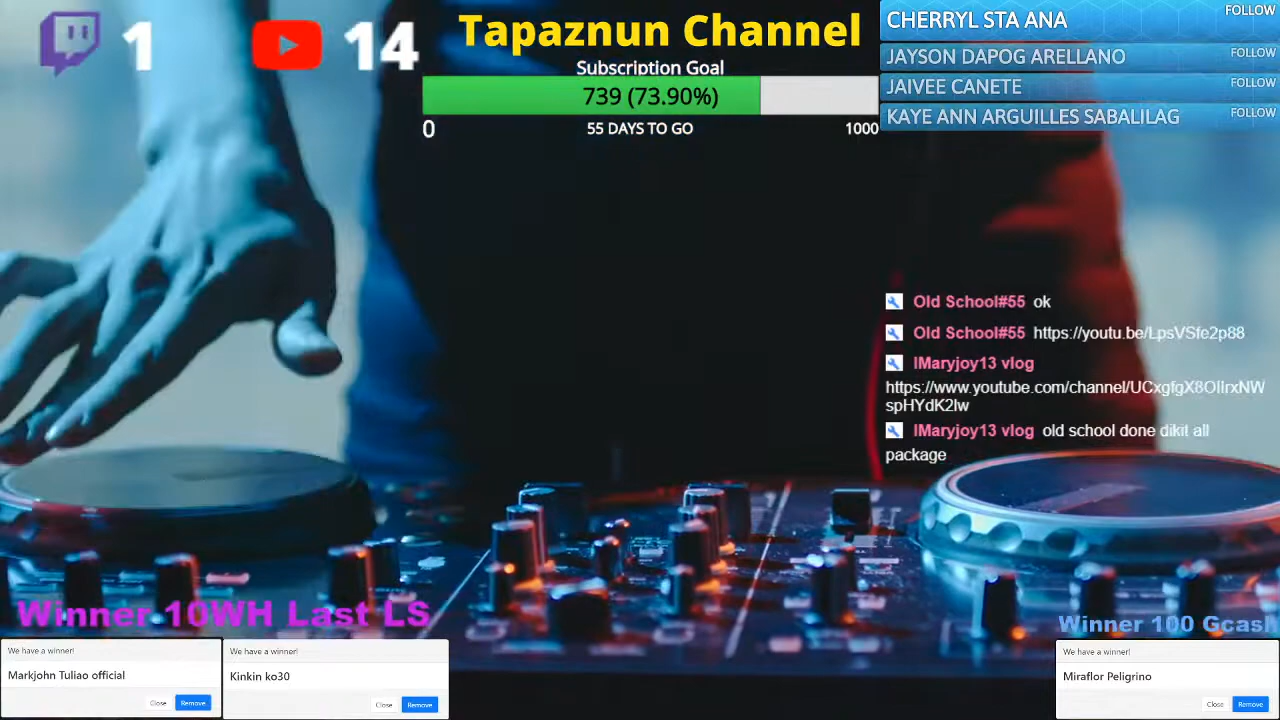 1
14
Tapaznun Channel
Subscription Goal
739 (73.90%)
0
55 DAYS TO GO
1000
CHERRYL STA ANA
FOLLOW
JAYSON DAPOG ARELLANO
FOLLOW
JAIVEE CANETE
FOLLOW
KAYE ANN ARGUILLES SABALILAG
FOLLOW
Old School#55 ok
Old School#55 https://youtu.be/LpsVSfe2p88
IMaryjoy13 vlog
https://www.youtube.com/channel/UCxgfgX8OIIrxNW
spHYdK2Iw
IMaryjoy13 vlog old school done dikit all
package
Winner 10WH Last LS
We have a winner!
Markjohn Tuliao official
Close Remove
We have a winner!
Kinkin ko30
Close Remove
Winner 100 Gcash
We have a winner!
Miraflor Peligrino
Close Remove